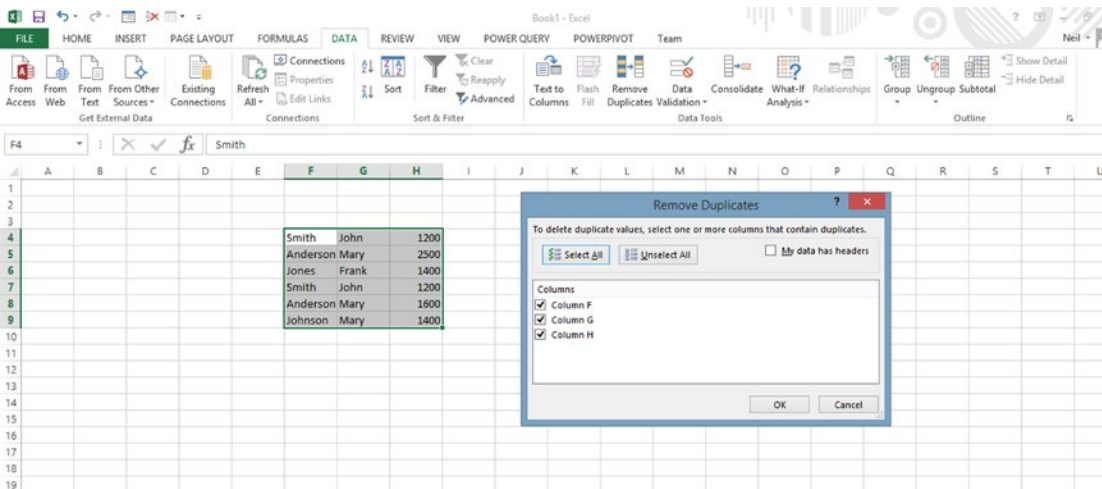 Book1 - Excel
?
FILE HOME INSERT PAGE LAYOUT FORMULAS DATA REVIEW VIEW POWER QUERY POWERPIVOT Team
Neil
From Access
From Web
From Text
From Other Sources
Existing Connections
Get External Data
Refresh All
Connections
Properties
Edit Links
Connections
Sort
Filter
Clear
Reapply
Advanced
Sort & Filter
Text to Columns
Flash Fill
Remove Duplicates
Data Validation
Consolidate
What-If Analysis
Relationships
Data Tools
Group
Ungroup
Subtotal
Show Detail
Hide Detail
Outline
F4
fx
Smith
A B C D E F G H I J K L M N O P Q R S T U
1
2
3
4 Smith John 1200
5 Anderson Mary 2500
6 Jones Frank 1400
7 Smith John 1200
8 Anderson Mary 1600
9 Johnson Mary 1400
10
11
12
13
14
15
16
17
18
19
Remove Duplicates ?
To delete duplicate values, select one or more columns that contain duplicates.
Select All Unselect All My data has headers
Columns
Column F
Column G
Column H
OK Cancel